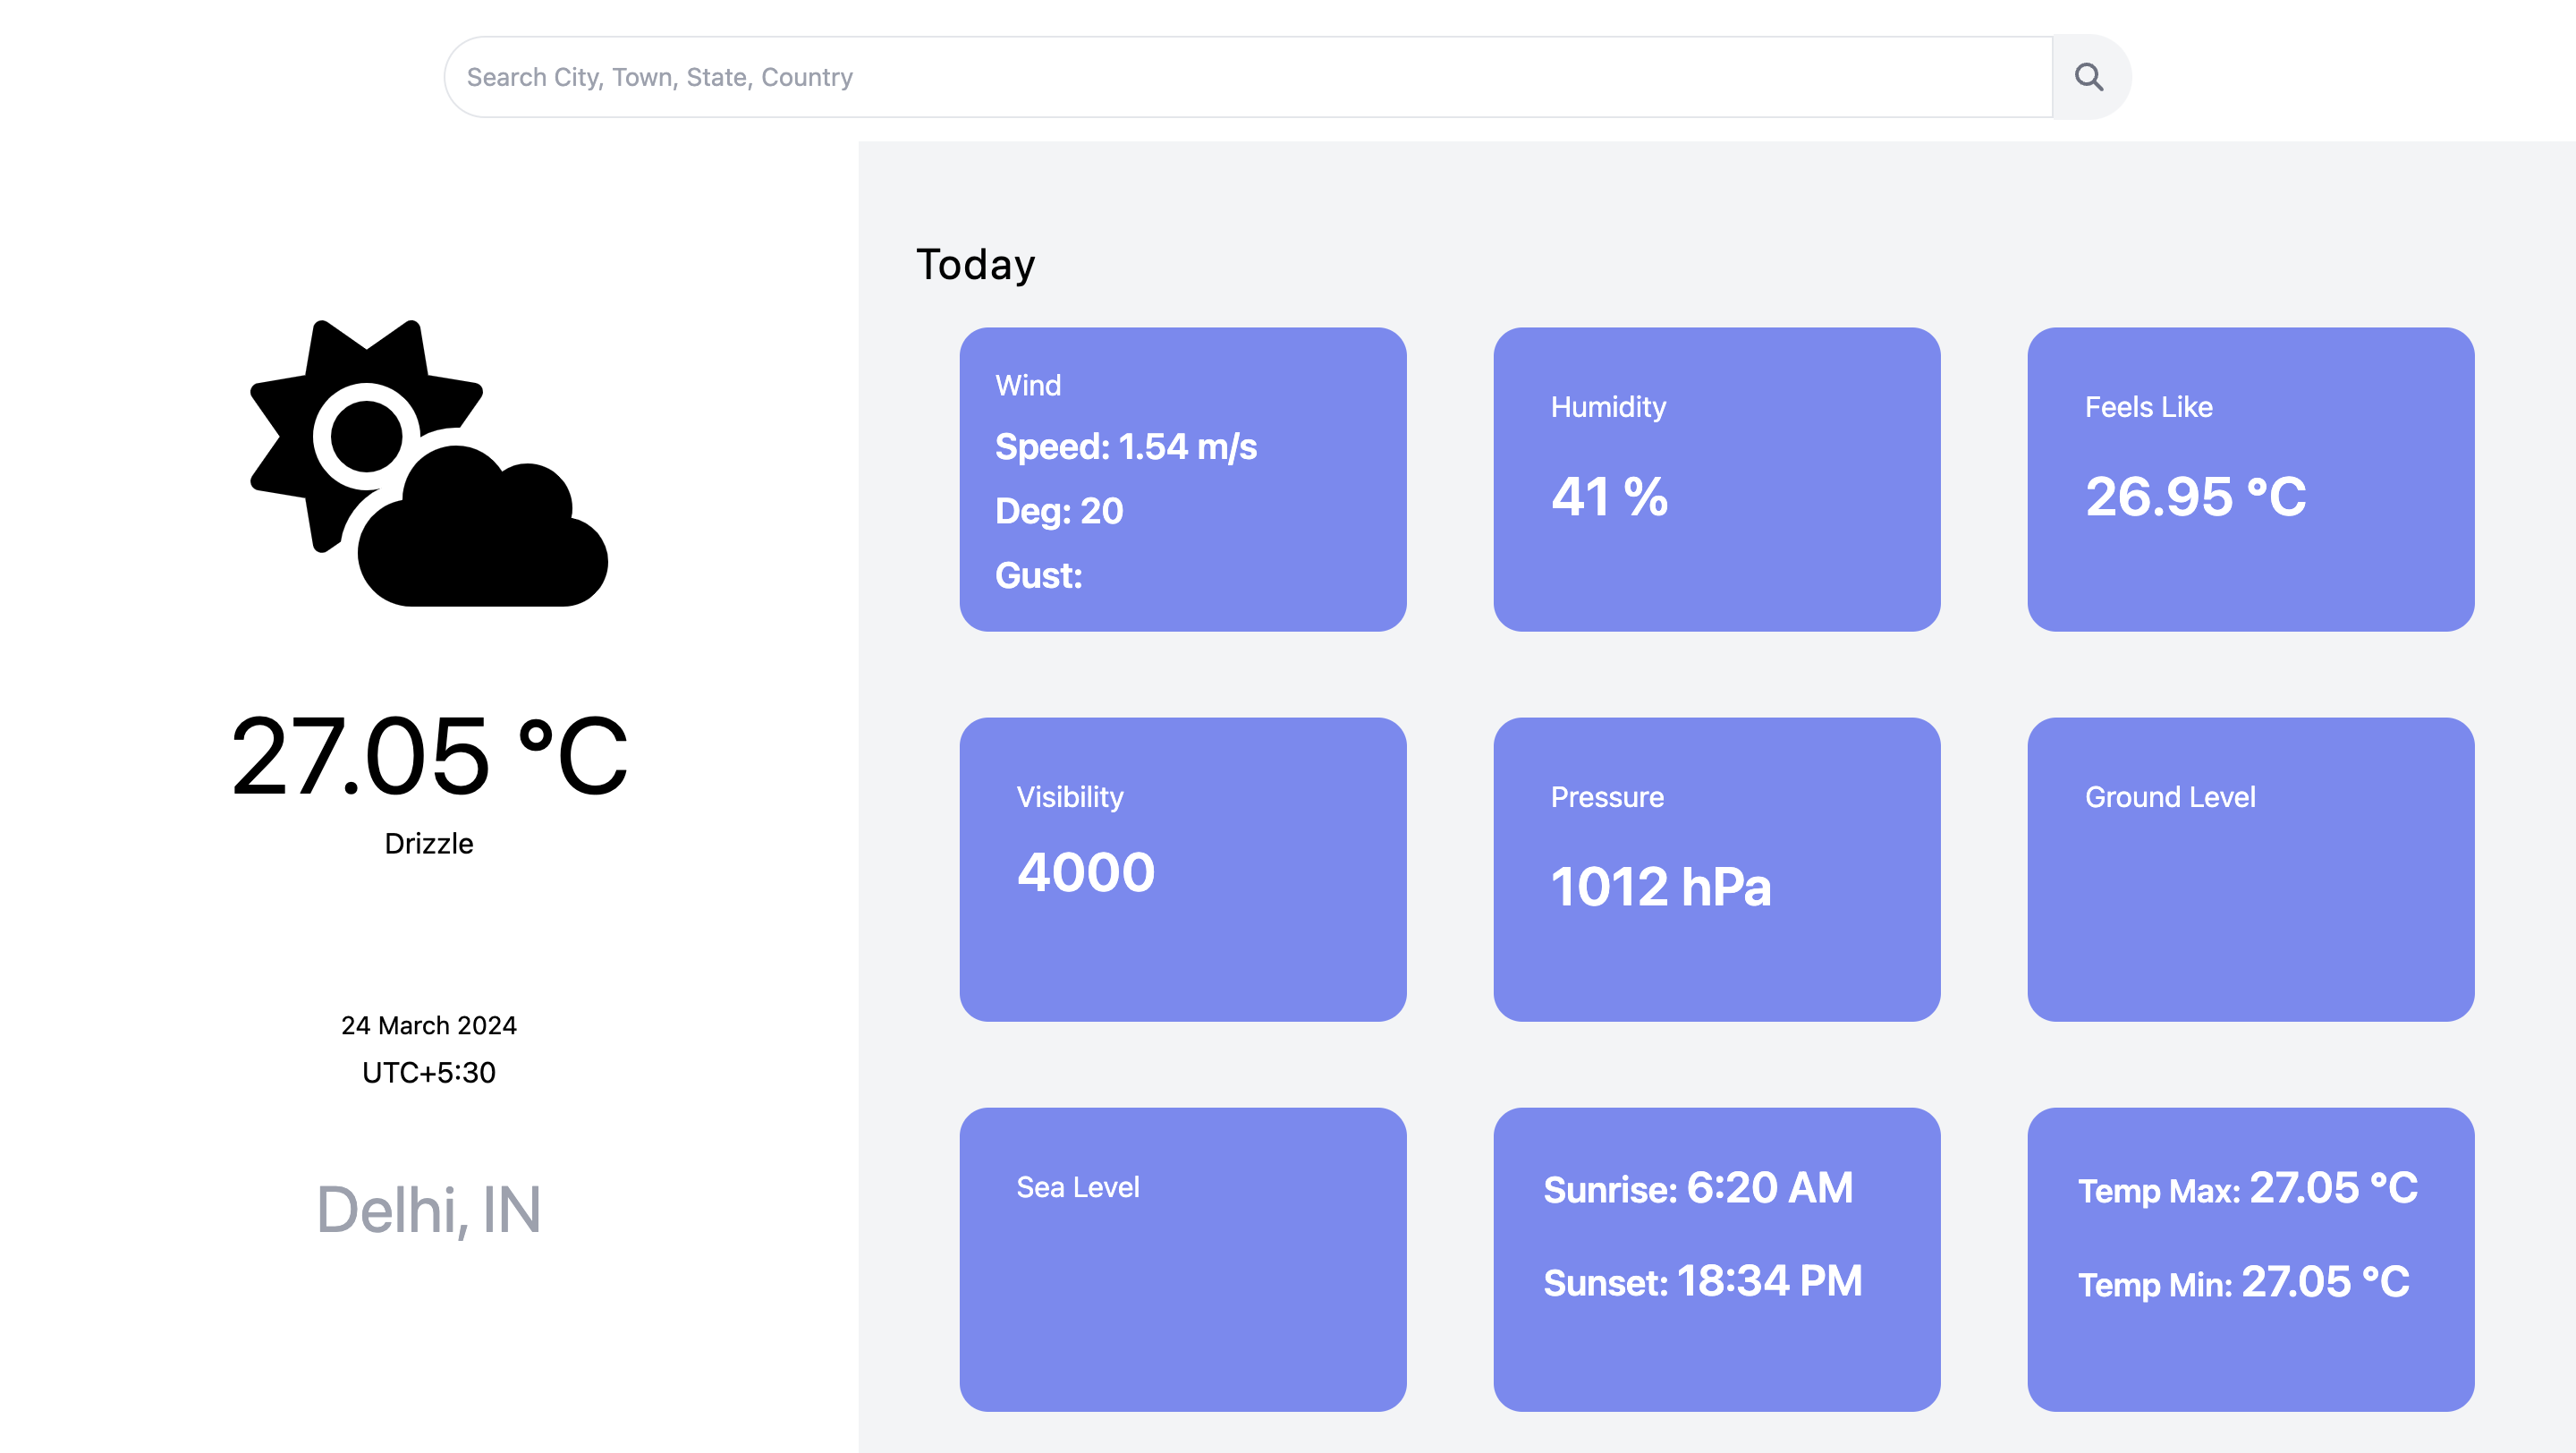 Search City, Town, State, Country
27.05 °C
Drizzle
24 March 2024
UTC+5:30
Delhi, IN
Today
Wind
Speed: 1.54 m/s
Deg: 20
Gust:
Humidity
41 %
Feels Like
26.95 °C
Visibility
4000
Pressure
1012 hPa
Ground Level
Sea Level
Sunrise: 6:20 AM
Sunset: 18:34 PM
Temp Max: 27.05 °C
Temp Min: 27.05 °C